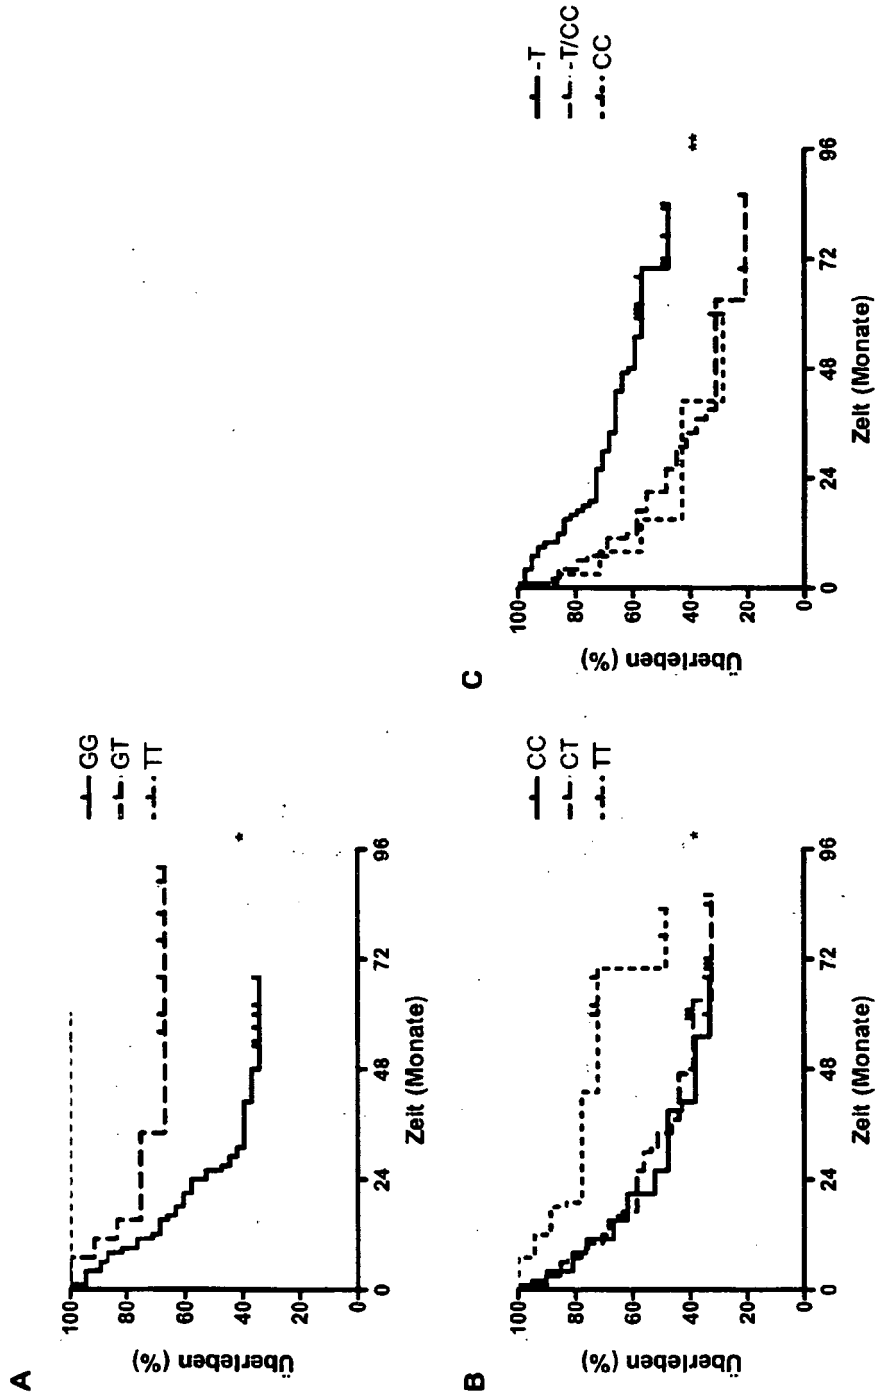 A
Überleben (%)
100
80
60
40
20
0
0
24
48
72
96
Zeit (Monate)
GG
GT
TT
*
B
Überleben (%)
100
80
60
40
20
0
0
24
48
72
96
Zeit (Monate)
CC
CT
TT
*
C
Überleben (%)
100
80
60
40
20
0
0
24
48
72
96
Zeit (Monate)
-T
-T/CC
CC
**